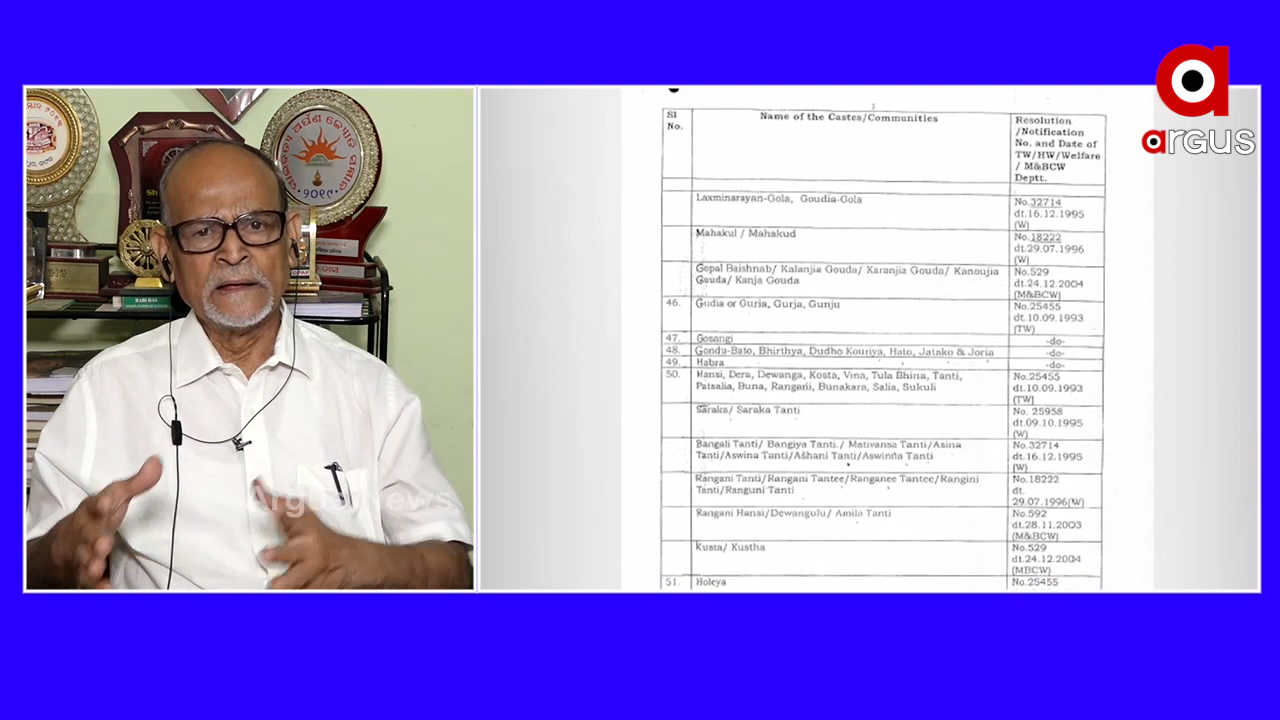 argus
Argus News
3
Sl No.
Name of the Castes/Communities
Resolution /Notification No. and Date of TW/HW/Welfare / M&BCW Deptt.
Laxminarayan-Gola, Goudia-Gola
No.32714
dt.16.12.1995
(W)
Mahakul / Mahakud
No.18222
dt.29.07.1996
(W)
Gopal Baishnab/ Kalanjia Gouda/ Karanjia Gouda/ Kanoujia
Gouda/ Kanja Gouda
No.529
dt.24.12.2004
(M&BCW)
46.
Gudia or Guria, Gurja, Gunju
No.25455
dt.10.09.1993
(TW)
47.
Gosangi
-do-
48.
Gondu-Bato, Bhirthya, Dudho Kouriya, Hato, Jatako & Joria
-do-
49.
Habra
-do-
50.
Hansi, Dera, Dewanga, Kosta, Vina, Tula Bhina, Tanti,
Patsalia, Buna, Rangani, Bunakara, Salia, Sukuli
No.25455
dt.10.09.1993
(TW)
Saraka/ Saraka Tanti
No. 25958
dt.09.10.1995
(W)
Bangali Tanti/ Bangiya Tanti./ Mativansa Tanti/Asina
Tanti/Aswina Tanti/Ashani Tanti/Aswinna Tanti
No.32714
dt.16.12.1995
(W)
Rangani Tanti/Rangani Tantee/Ranganee Tantee/Rangini
Tanti/Ranguni Tanti
No.18222
dt.
29.07.1996(W)
Rangani Hansi/Dewangulu/ Amila Tanti
No.592
dt.28.11.2003
(M&BCW)
Kusta/ Kustha
No.529
dt.24.12.2004
(MBCW)
51.
Holeya
No.25455